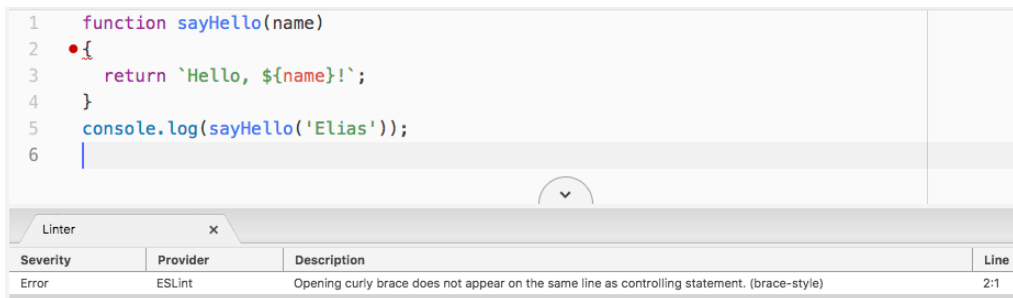 1 function sayHello(name)
2 {
3 return `Hello, ${name}!`;
4 }
5 console.log(sayHello('Elias'));
6
Linter ×
Severity Provider Description Line
Error ESLint Opening curly brace does not appear on the same line as controlling statement. (brace-style) 2:1